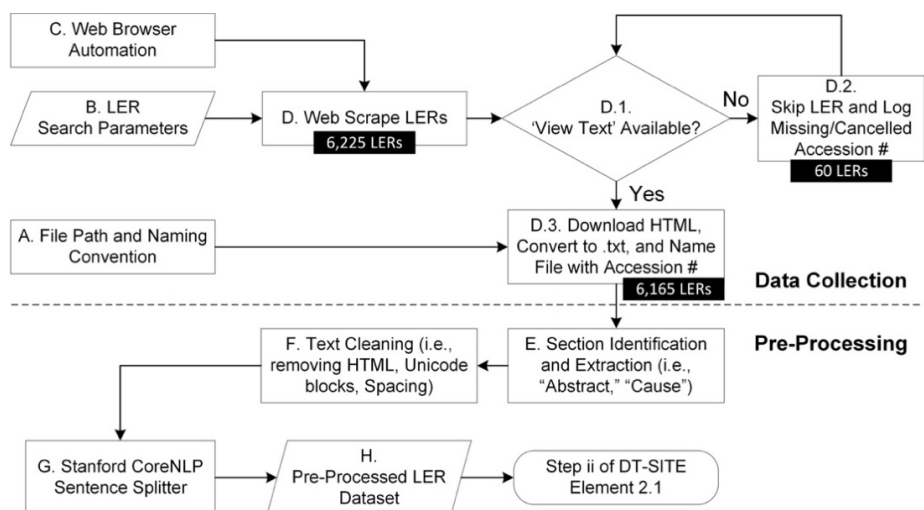 C. Web Browser
Automation
B. LER
Search Parameters
D. Web Scrape LERs
6,225 LERs
D.1.
'View Text' Available?
No
D.2.
Skip LER and Log
Missing/Cancelled
Accession #
60 LERs
Yes
A. File Path and Naming
Convention
D.3. Download HTML,
Convert to .txt, and Name
File with Accession #
6,165 LERs
Data Collection
Pre-Processing
E. Section Identification
and Extraction (i.e.,
“Abstract,” “Cause”)
F. Text Cleaning (i.e.,
removing HTML, Unicode
blocks, Spacing)
G. Stanford CoreNLP
Sentence Splitter
H.
Pre-Processed LER
Dataset
Step ii of DT-SITE
Element 2.1